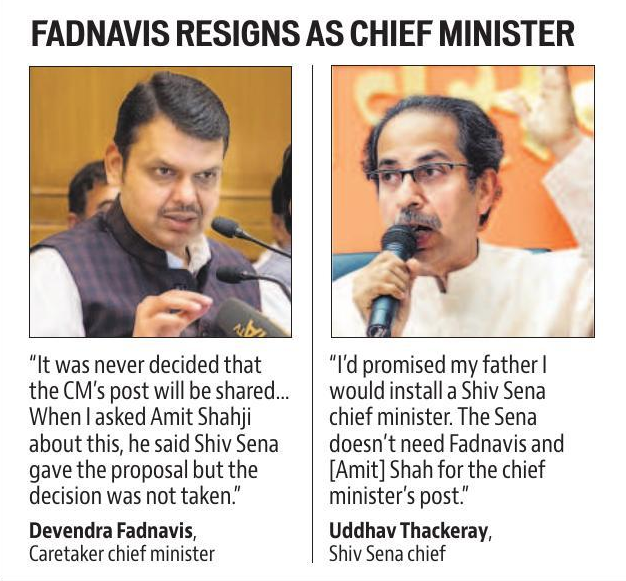 FADNAVIS RESIGNS AS CHIEF MINISTER
“It was never decided that
the CM’s post will be shared...
When I asked Amit Shahji
about this, he said Shiv Sena
gave the proposal but the
decision was not taken.”
Devendra Fadnavis,
Caretaker chief minister
“I’d promised my father I
would install a Shiv Sena
chief minister. The Sena
doesn’t need Fadnavis and
[Amit] Shah for the chief
minister’s post.”
Uddhav Thackeray,
Shiv Sena chief